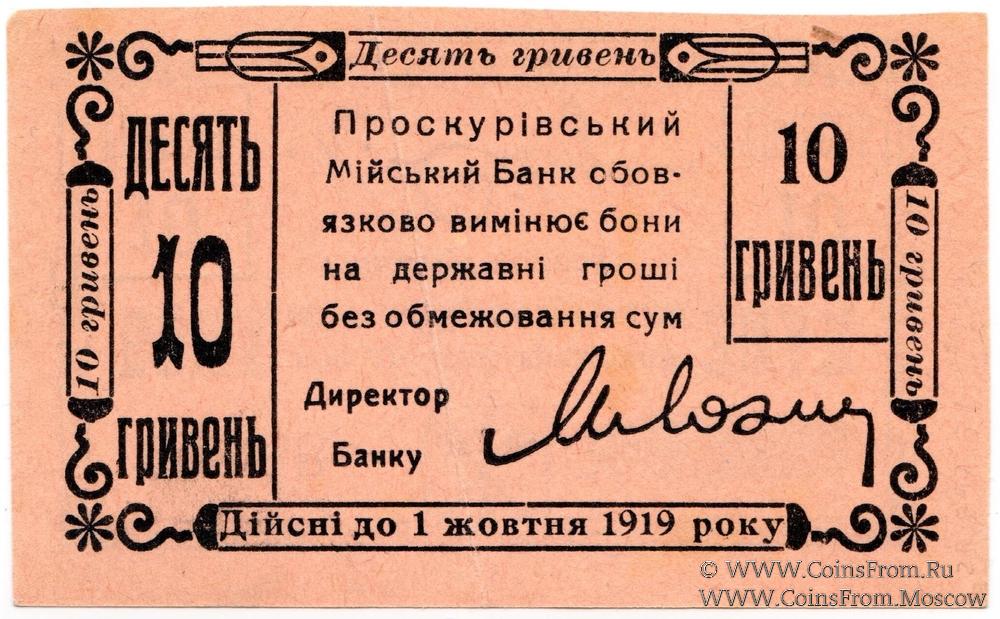 Десять гривень
ДЕСЯТЬ
10
гривень
10 гривень
Проскурівський
Мійський Банк обов-
язково вимінює бони
на державні гроші
без обмежовання сум
Директор
Банку
10
гривень
10 гривень
Дійсні до 1 жовтня 1919 року
© WWW.CoinsFrom.Ru
WWW.CoinsFrom.Moscow